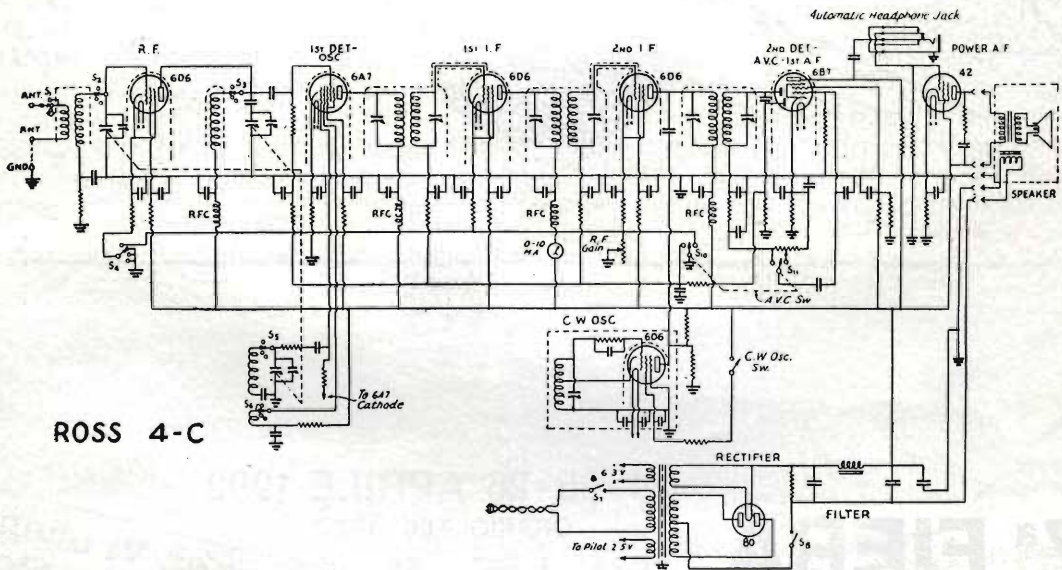 Automatic Headphone Jack
R.F.
1ST DET-
OSC
1ST I.F
2ND I F
2ND DET-
A.V.C-1ST A F
POWER A F
6D6
6A7
6D6
6D6
6B7
42
ANT.
S1
S2
S3
ANT
GND
SPEAKER
RFC
RFC
RFC
RFC
S4
0-10
MA
R.F
Gain
S10
S11
A.V.C. Sw
S5
C W OSC
6D6
C.W Osc.
Sw.
To 6A7
Cathode
S6
ROSS 4-C
RECTIFIER
6 3 V
S7
FILTER
80
To Pilot 2 5 V
S8